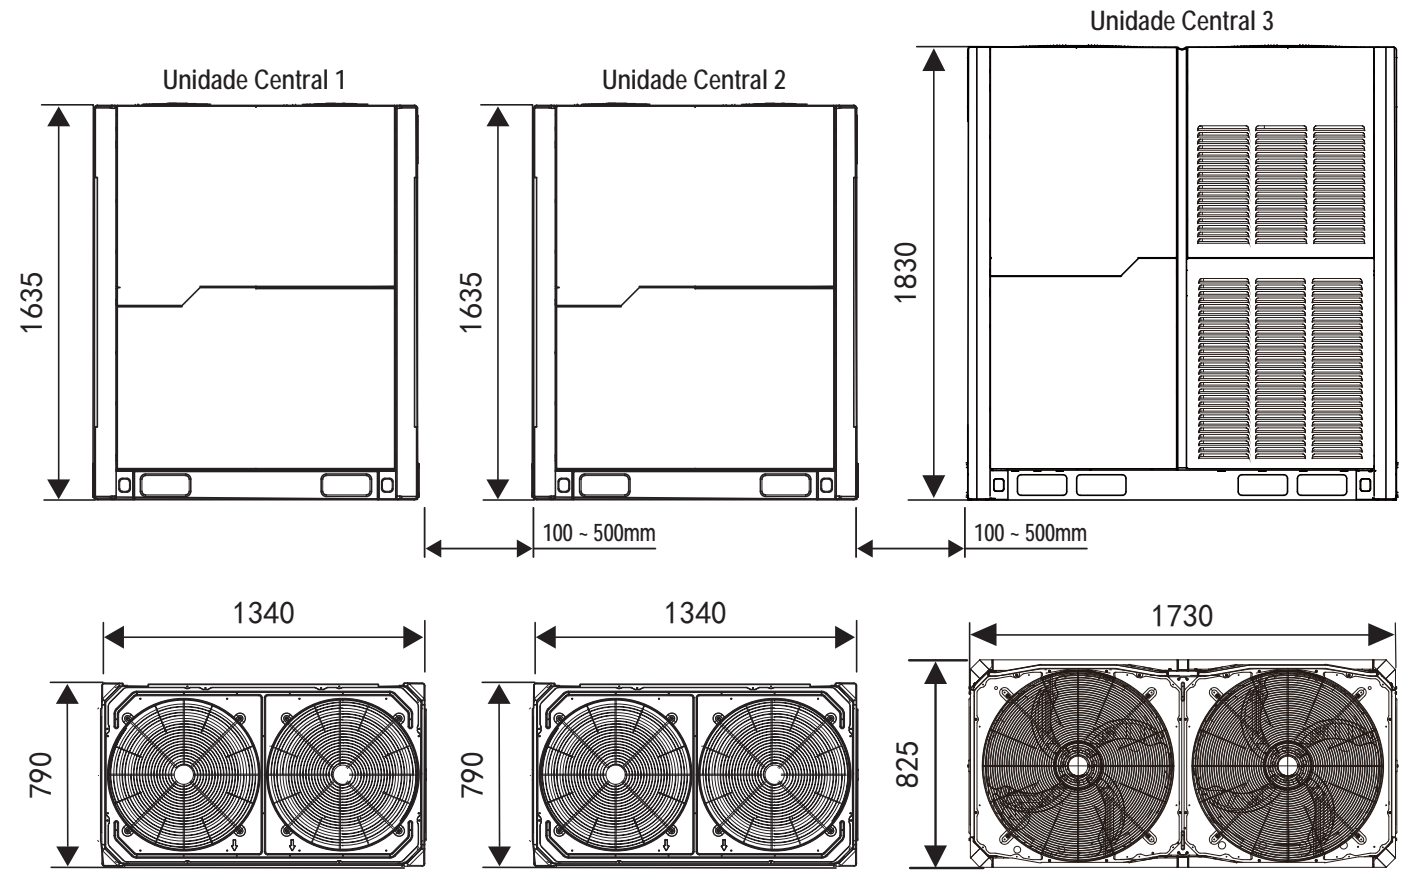 Unidade Central 1
Unidade Central 2
Unidade Central 3
1635
1635
1830
100 ~ 500mm
100 ~ 500mm
1340
1340
1730
790
790
825